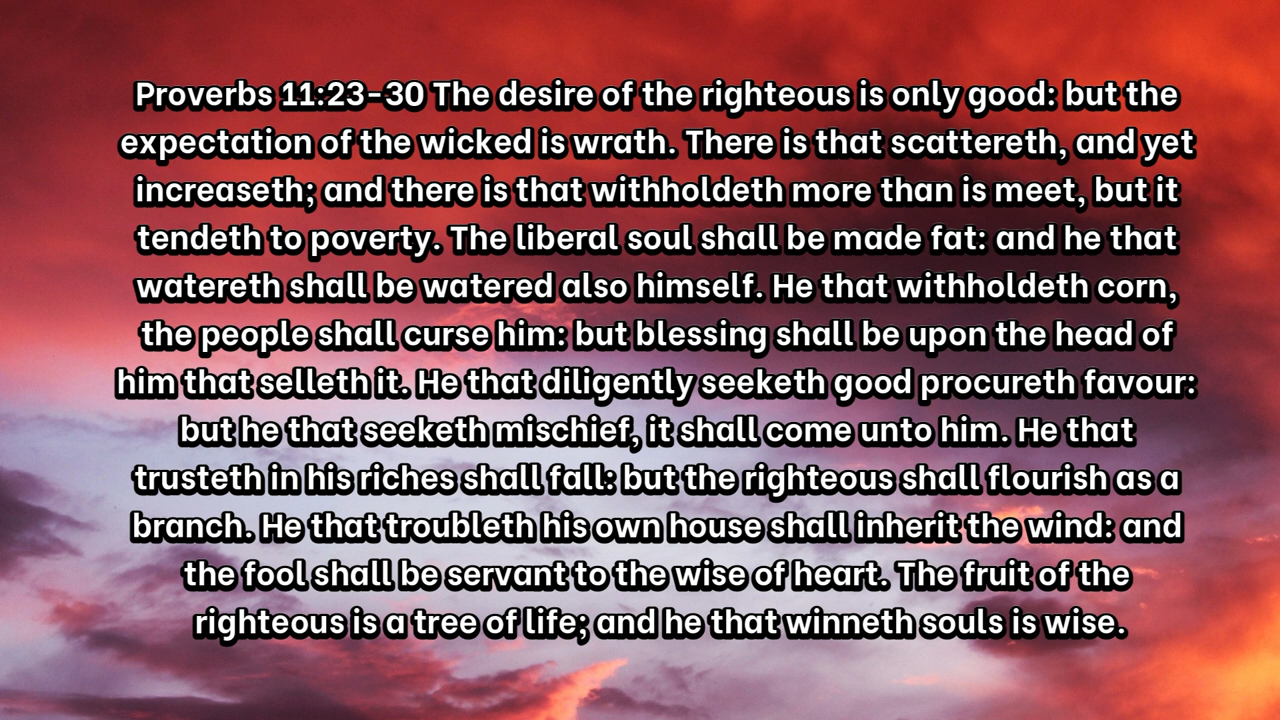 Proverbs 11:23-30 The desire of the righteous is only good: but the
expectation of the wicked is wrath. There is that scattereth, and yet
increaseth; and there is that withholdeth more than is meet, but it
tendeth to poverty. The liberal soul shall be made fat: and he that
watereth shall be watered also himself. He that withholdeth corn,
the people shall curse him: but blessing shall be upon the head of
him that selleth it. He that diligently seeketh good procureth favour:
but he that seeketh mischief, it shall come unto him. He that
trusteth in his riches shall fall: but the righteous shall flourish as a
branch. He that troubleth his own house shall inherit the wind: and
the fool shall be servant to the wise of heart. The fruit of the
righteous is a tree of life; and he that winneth souls is wise.